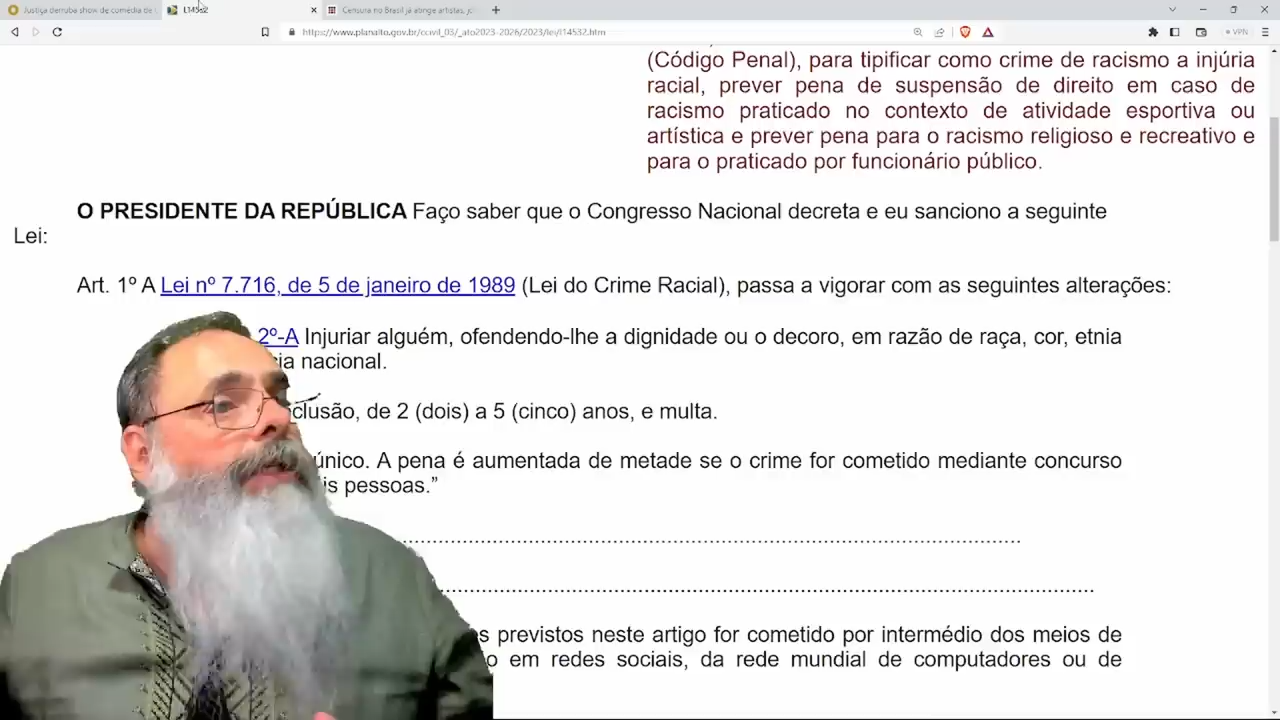 Justiça derruba show de comédia de
L14532
Censura no Brasil já atinge artistas, jo
https://www.planalto.gov.br/ccivil_03/_ato2023-2026/2023/lei/l14532.htm
VPN
(Código Penal), para tipificar como crime de racismo a injúria
racial, prever pena de suspensão de direito em caso de
racismo praticado no contexto de atividade esportiva ou
artística e prever pena para o racismo religioso e recreativo e
para o praticado por funcionário público.
O PRESIDENTE DA REPÚBLICA Faço saber que o Congresso Nacional decreta e eu sanciono a seguinte
Lei:
Art. 1º A Lei nº 7.716, de 5 de janeiro de 1989 (Lei do Crime Racial), passa a vigorar com as seguintes alterações:
2º-A Injuriar alguém, ofendendo-lhe a dignidade ou o decoro, em razão de raça, cor, etnia
cia nacional.
clusão, de 2 (dois) a 5 (cinco) anos, e multa.
único. A pena é aumentada de metade se o crime for cometido mediante concurso
is pessoas.”
s previstos neste artigo for cometido por intermédio dos meios de
o em redes sociais, da rede mundial de computadores ou de